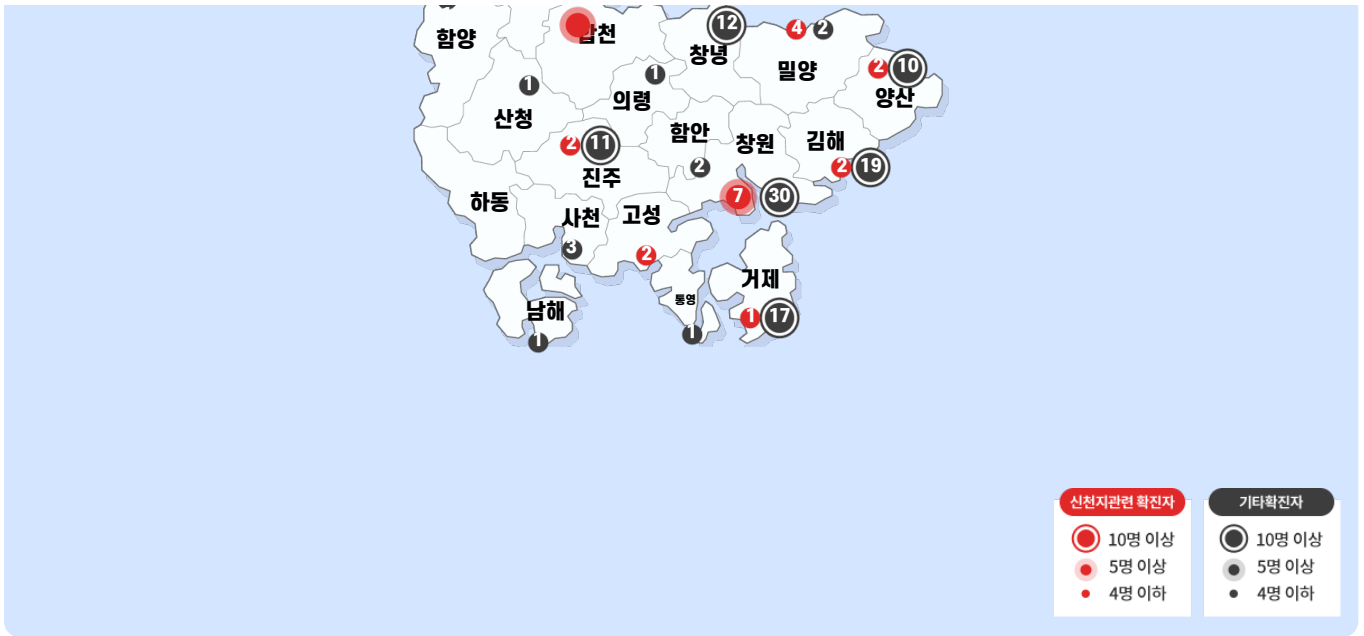 함양
합천
12
창녕
4
2
밀양
2
10
양산
1
산청
1
의령
함안
2
창원
김해
2
19
2
11
진주
7
30
하동
사천
3
고성
2
거제
1
17
통영
1
남해
1
신천지관련 확진자
10명 이상
5명 이상
4명 이하
기타확진자
10명 이상
5명 이상
4명 이하